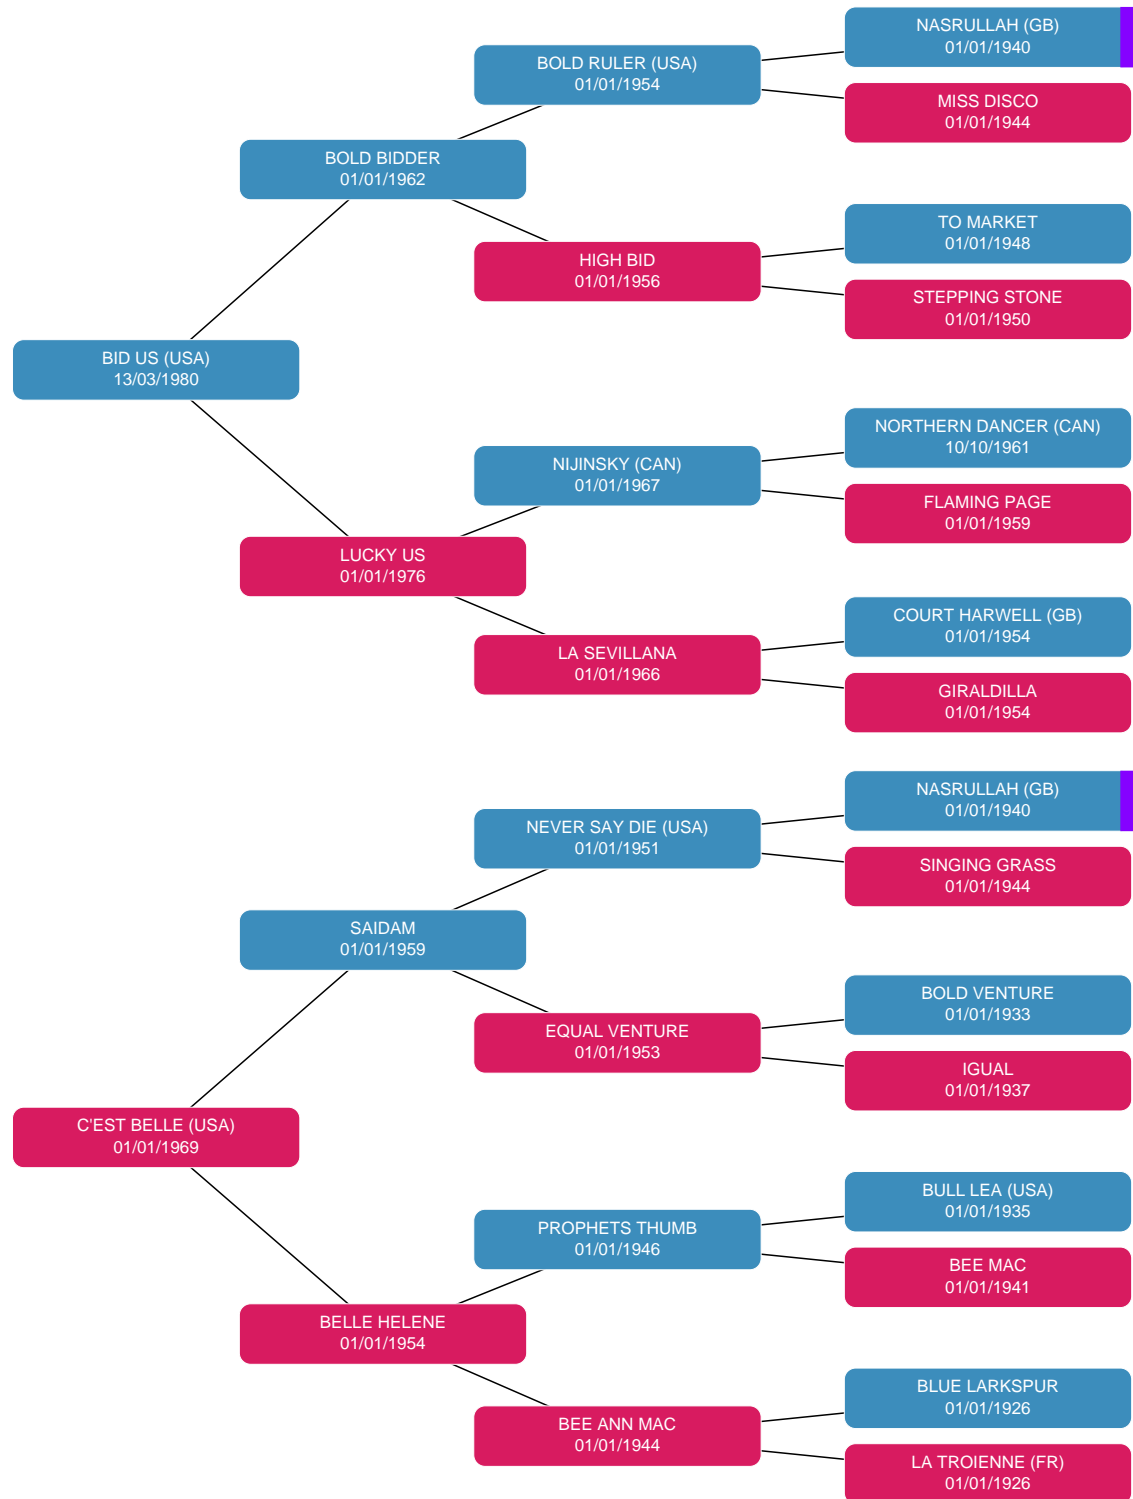 NASRULLAH (GB)
01/01/1940
BOLD RULER (USA)
01/01/1954
MISS DISCO
01/01/1944
BOLD BIDDER
01/01/1962
TO MARKET
01/01/1948
HIGH BID
01/01/1956
STEPPING STONE
01/01/1950
BID US (USA)
13/03/1980
NORTHERN DANCER (CAN)
10/10/1961
NIJINSKY (CAN)
01/01/1967
FLAMING PAGE
01/01/1959
LUCKY US
01/01/1976
COURT HARWELL (GB)
01/01/1954
LA SEVILLANA
01/01/1966
GIRALDILLA
01/01/1954
NASRULLAH (GB)
01/01/1940
NEVER SAY DIE (USA)
01/01/1951
SINGING GRASS
01/01/1944
SAIDAM
01/01/1959
BOLD VENTURE
01/01/1933
EQUAL VENTURE
01/01/1953
IGUAL
01/01/1937
C'EST BELLE (USA)
01/01/1969
BULL LEA (USA)
01/01/1935
PROPHETS THUMB
01/01/1946
BEE MAC
01/01/1941
BELLE HELENE
01/01/1954
BLUE LARKSPUR
01/01/1926
BEE ANN MAC
01/01/1944
LA TROIENNE (FR)
01/01/1926